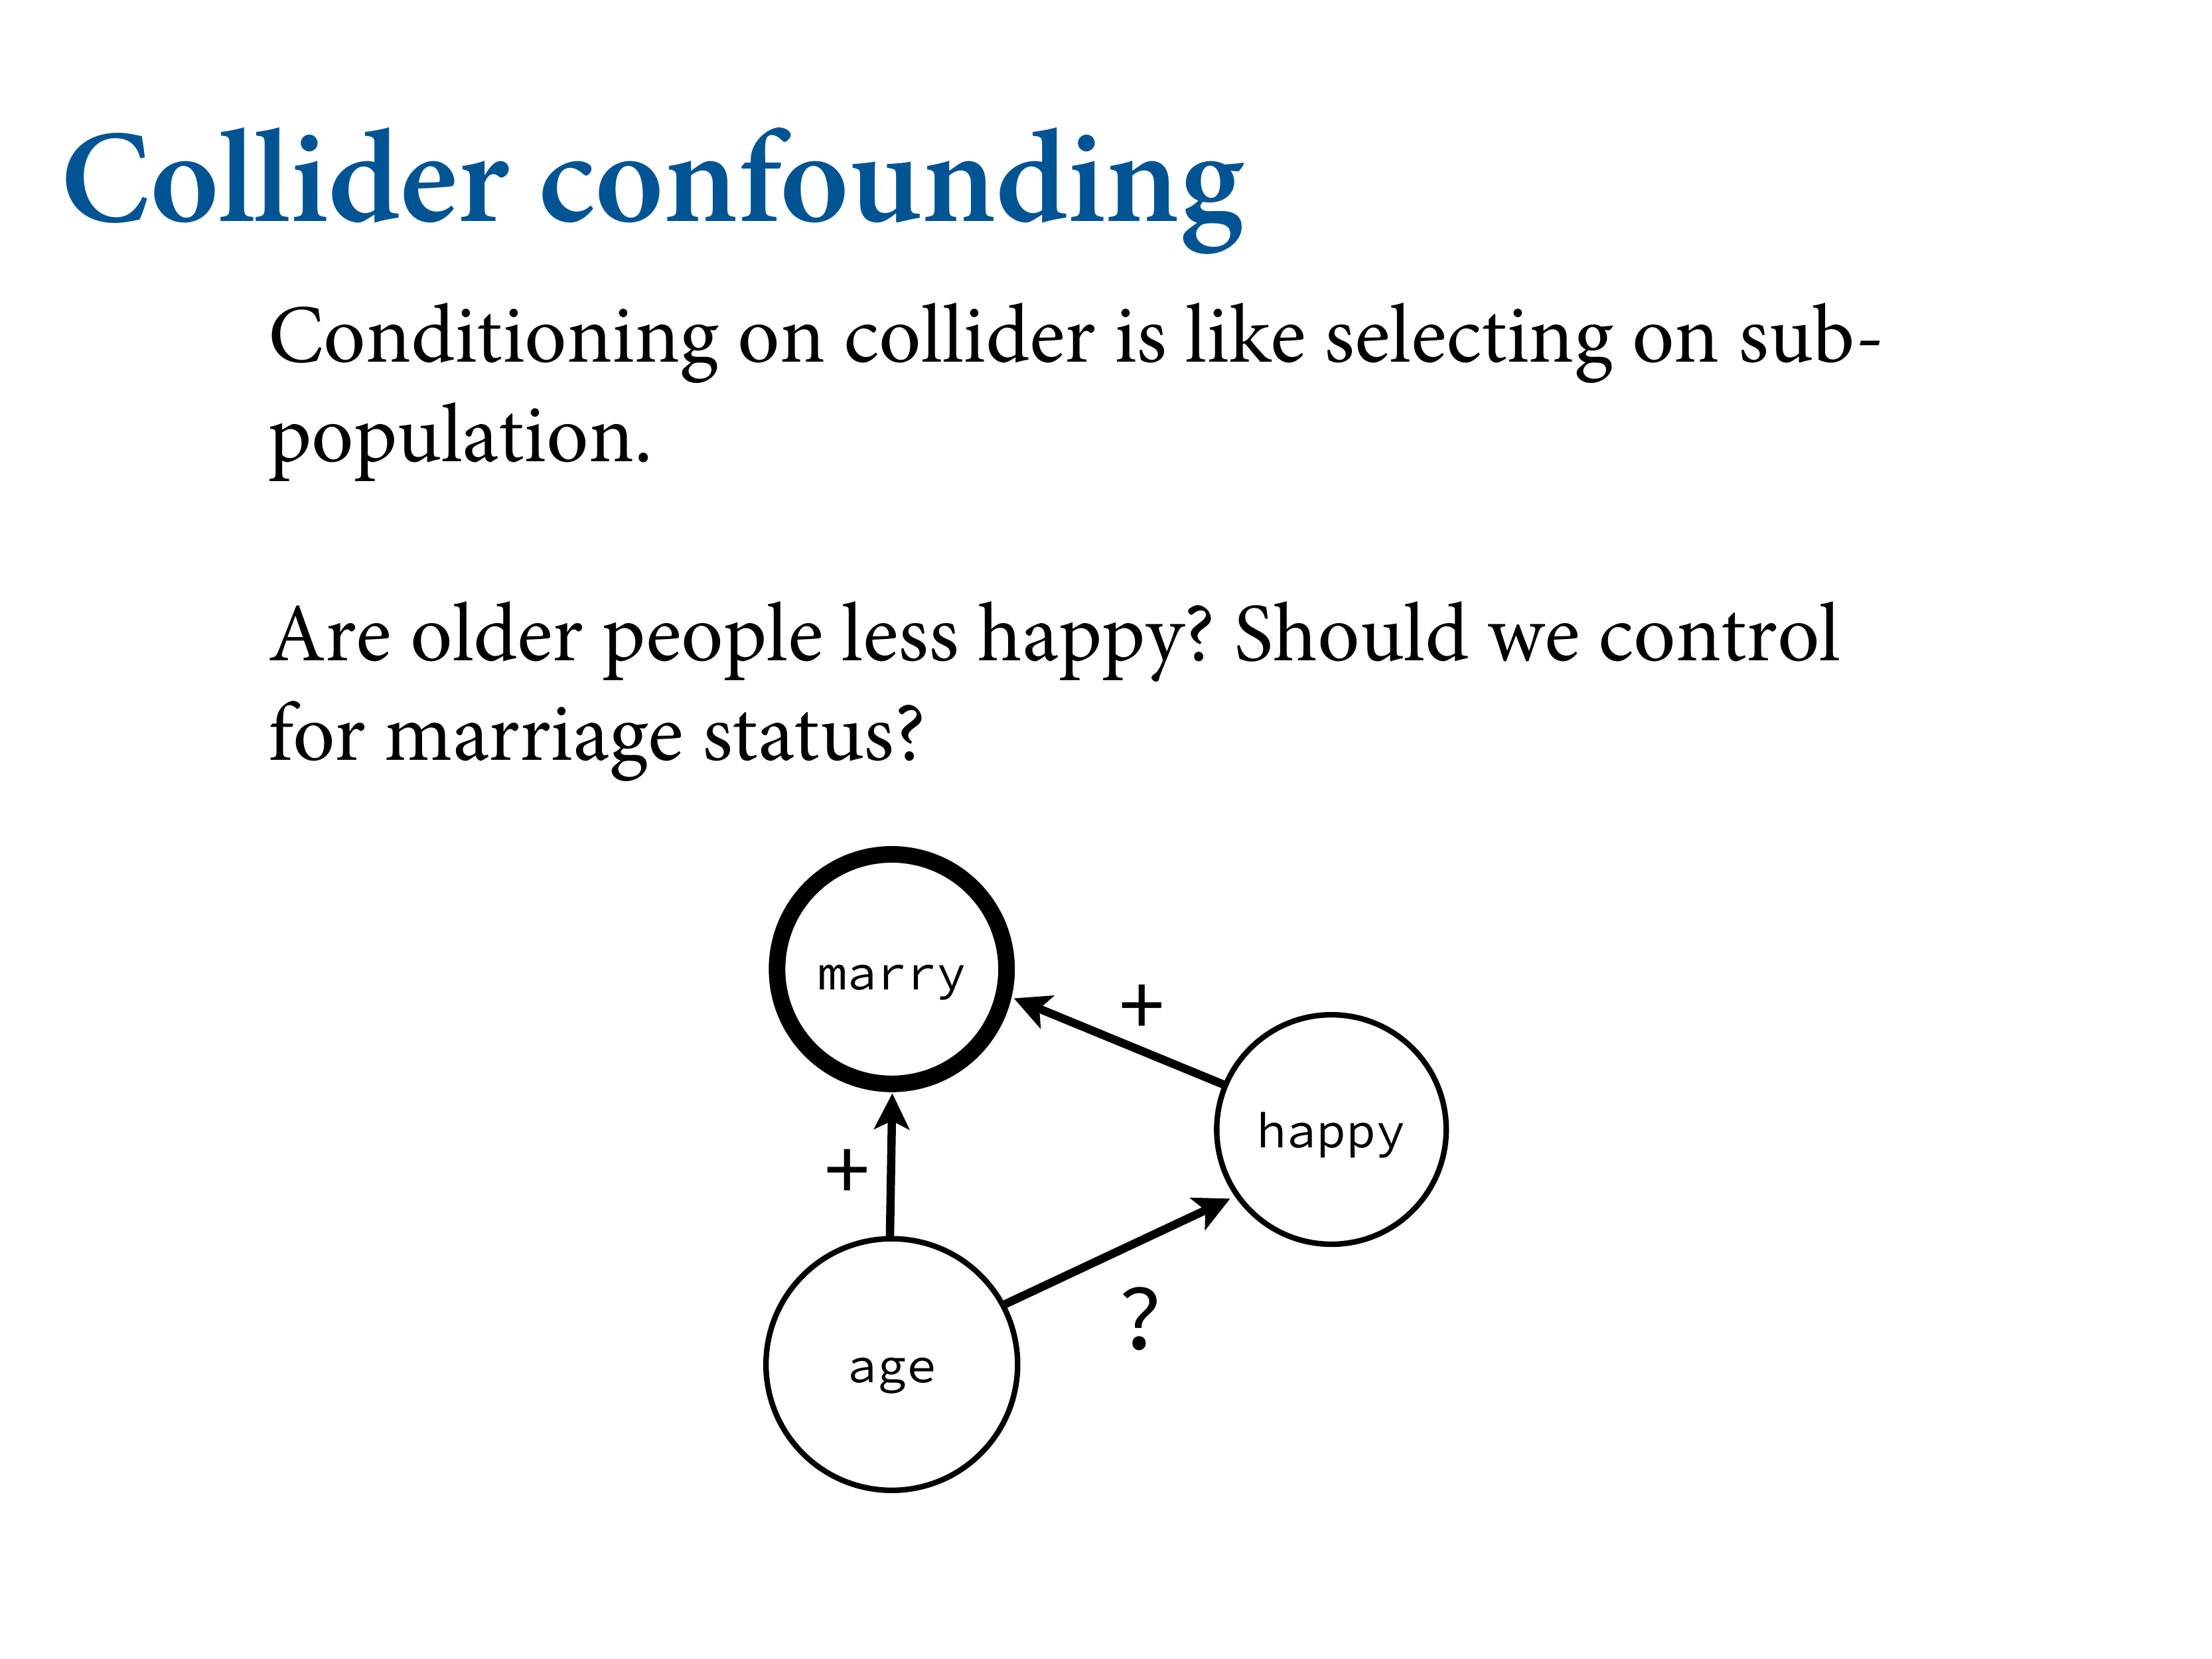 Collider confounding
Conditioning on collider is like selecting on sub-
population.
Are older people less happy? Should we control
for marriage status?
marry
+
happy
+
?
age